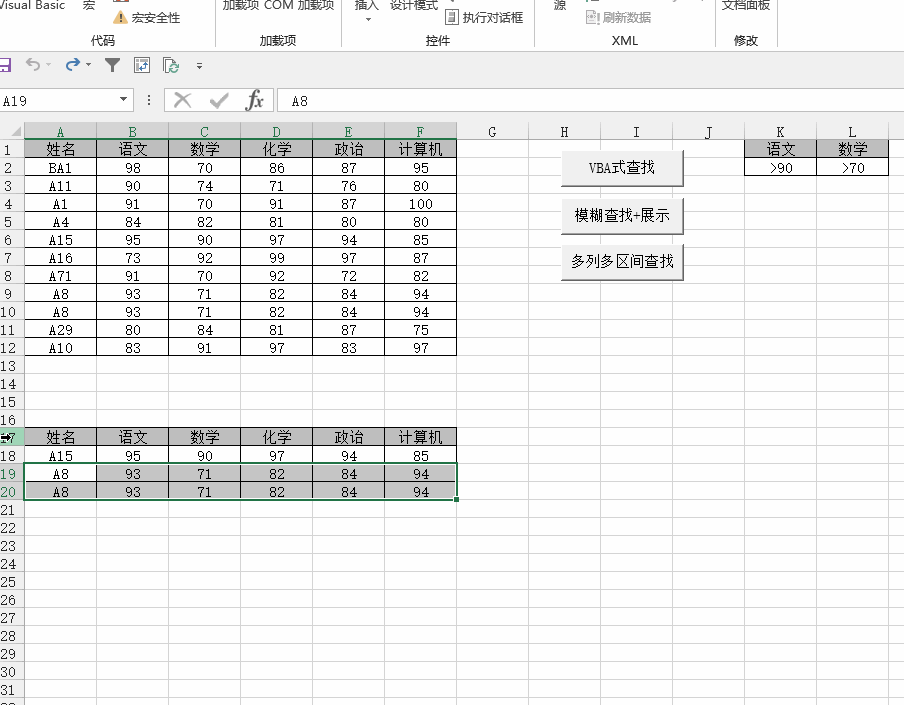 Visual Basic 宏 加载项 COM 加载项 插入 设计模式 源 文档面板
宏安全性 执行对话框 刷新数据
代码 加载项 控件 XML 修改
A19 fx A8
A B C D E F G H I J K L
1 姓名 语文 数学 化学 政治 计算机 语文 数学
2 BA1 98 70 86 87 95 VBA式查找 >90 >70
3 A11 90 74 71 76 80
4 A1 91 70 91 87 100 模糊查找+展示
5 A4 84 82 81 80 80
6 A15 95 90 97 94 85
7 A16 73 92 99 97 87 多列多区间查找
8 A71 91 70 92 72 82
9 A8 93 71 82 84 94
10 A8 93 71 82 84 94
11 A29 80 84 81 87 75
12 A10 83 91 97 83 97
13
14
15
16
姓名 语文 数学 化学 政治 计算机
18 A15 95 90 97 94 85
19 A8 93 71 82 84 94
20 A8 93 71 82 84 94
21
22
23
24
25
26
27
28
29
30
31